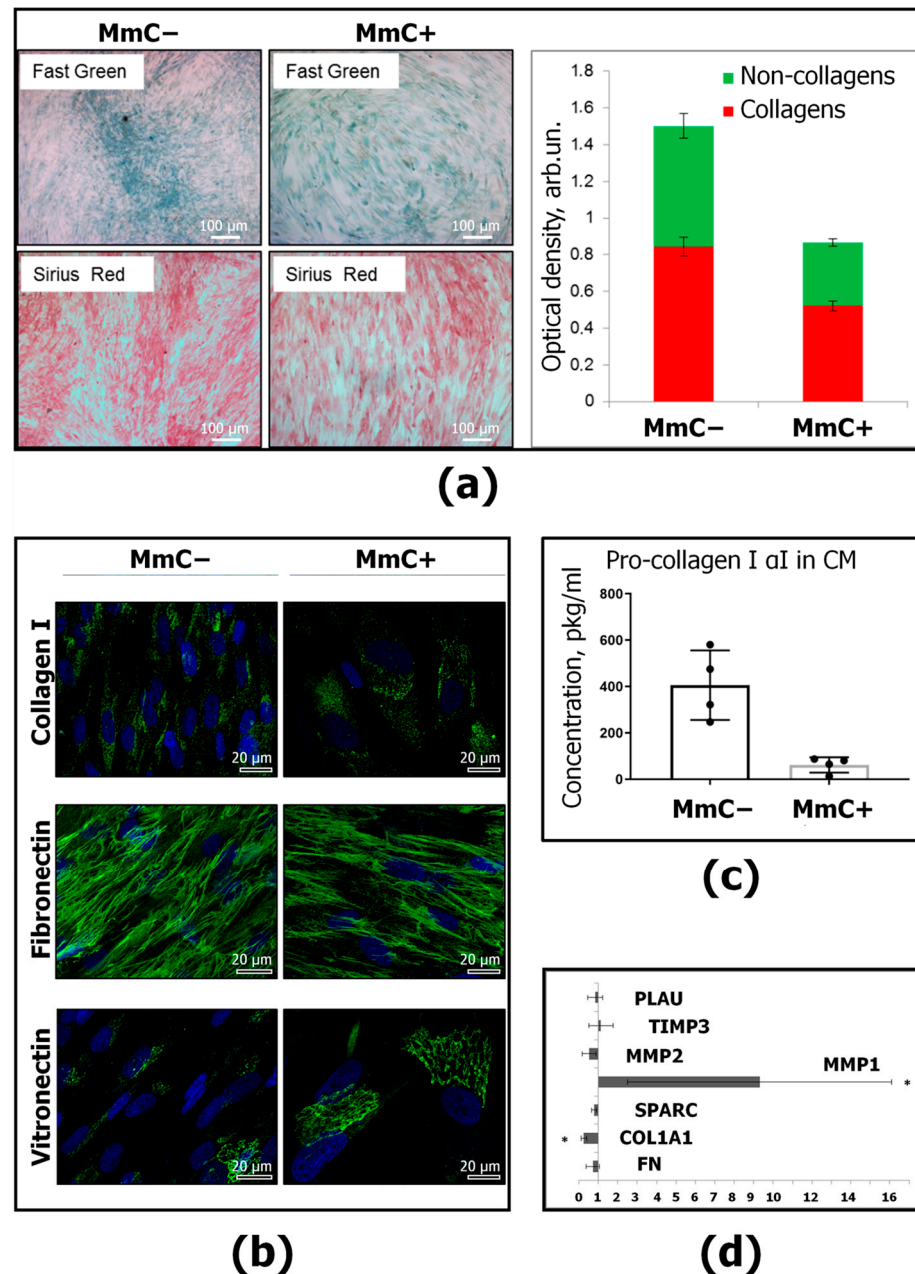 MmC−
MmC+
Fast Green
Fast Green
100 µm
100 µm
Sirius Red
Sirius Red
100 µm
100 µm
Non-collagens
Collagens
Optical density, arb.un.
1.8
1.6
1.4
1.2
1
0.8
0.6
0.4
0.2
0
MmC−
MmC+
(a)
MmC−
MmC+
Collagen I
20 µm
20 µm
Fibronectin
20 µm
20 µm
Vitronectin
20 µm
20 µm
(b)
Pro-collagen I αI in CM
Concentration, pkg/ml
800
600
400
200
0
MmC−
MmC+
(c)
PLAU
TIMP3
MMP2
MMP1
*
SPARC
* COL1A1
FN
0 1 2 3 4 5 6 7 8 9 10 12 14 16
(d)